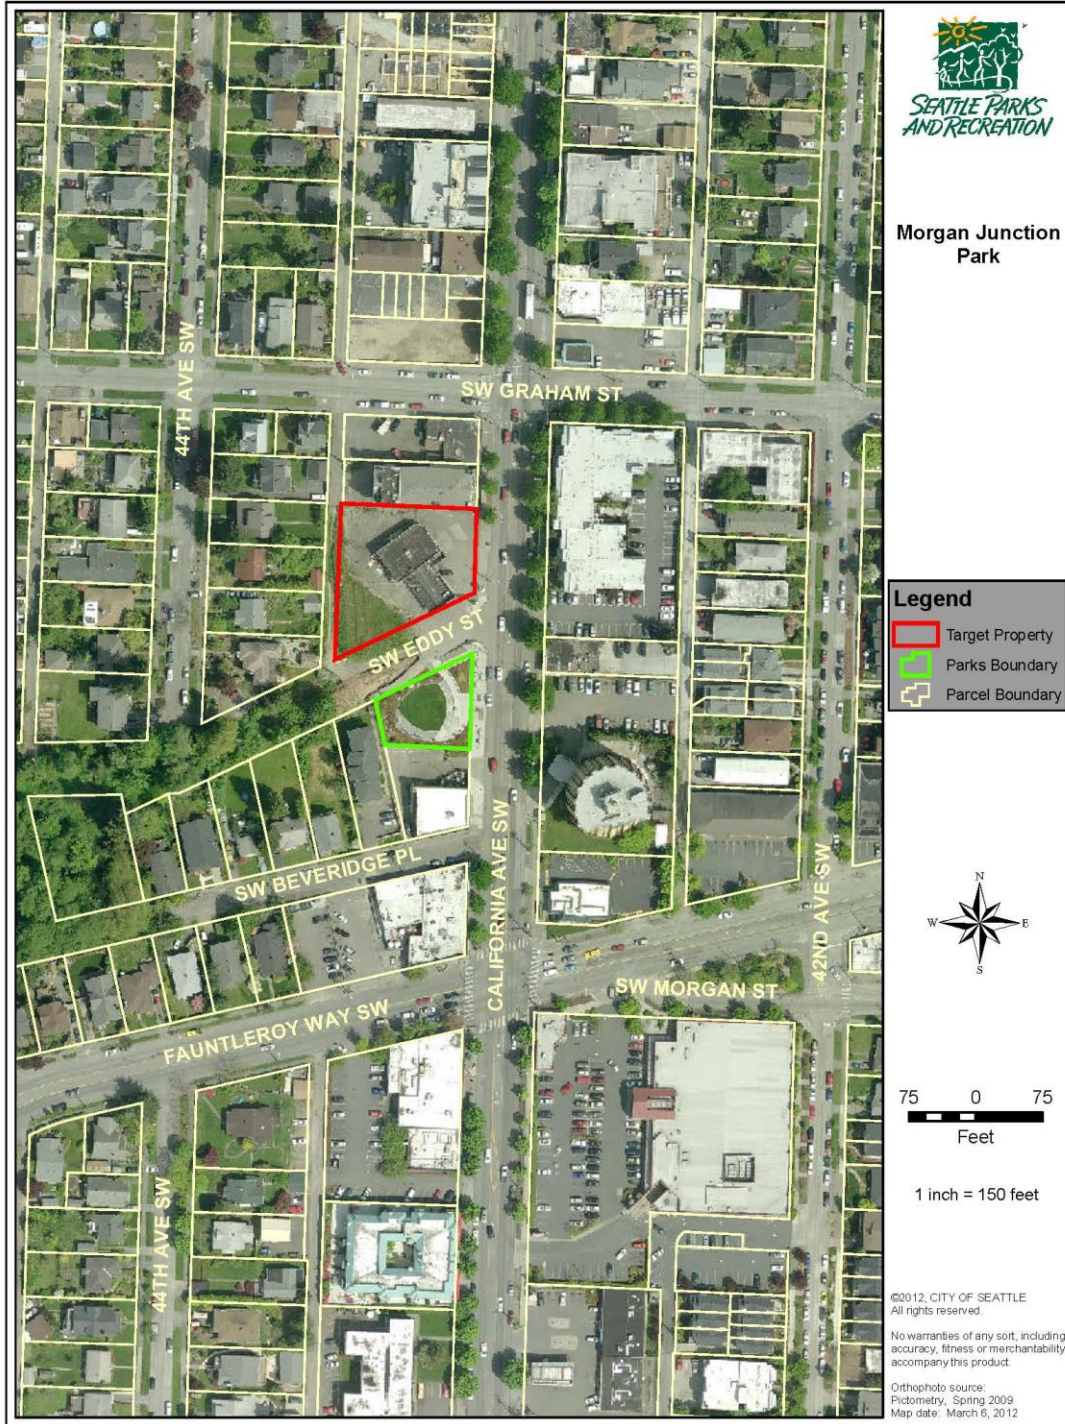 SEATTLE PARKS
AND RECREATION
Morgan Junction
Park
44TH AVE SW
SW GRAHAM ST
SW EDDY ST
SW BEVERIDGE PL
CALIFORNIA AVE SW
42ND AVE SW
SW MORGAN ST
FAUNTLEROY WAY SW
44TH AVE SW
Legend
Target Property
Parks Boundary
Parcel Boundary
N
W E
S
75 0 75
Feet
1 inch = 150 feet
©2012, CITY OF SEATTLE
All rights reserved.
No warranties of any sort, including
accuracy, fitness or merchantability
accompany this product.
Orthophoto source:
Pictometry, Spring 2009
Map date: March 6, 2012